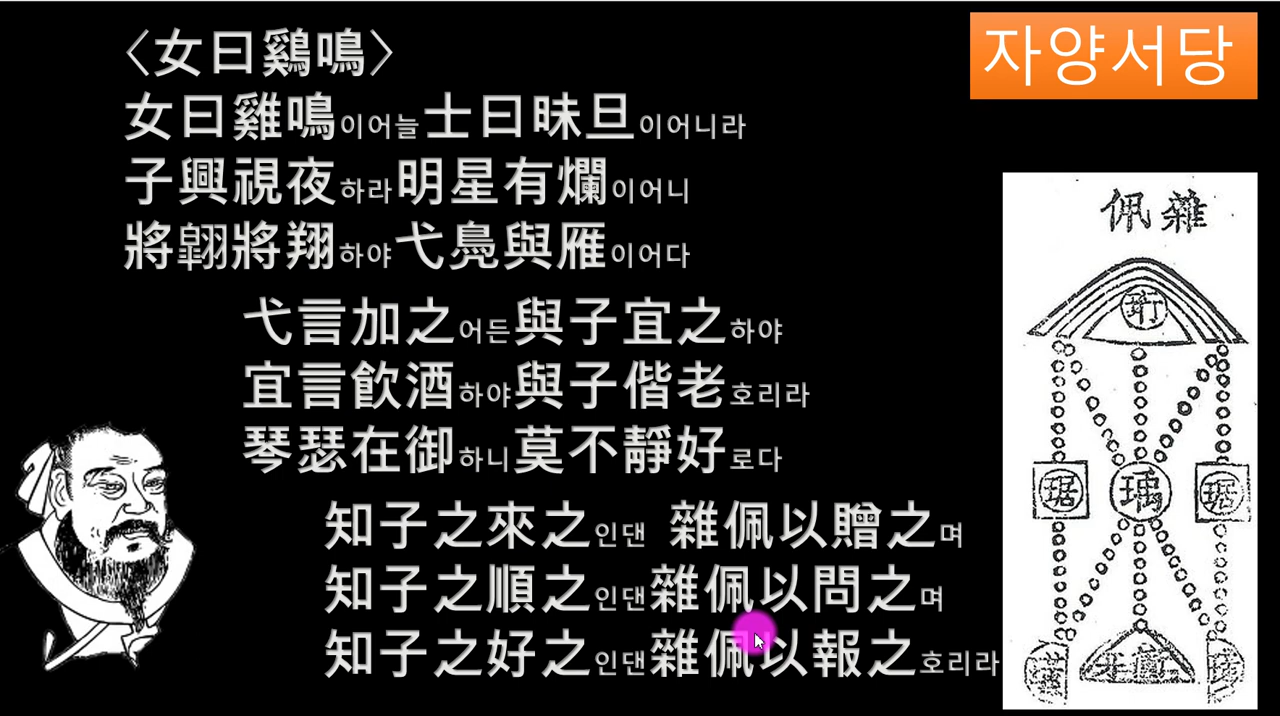 〈女曰鷄鳴〉
자양서당
女曰雞鳴이어늘士曰昧旦이어니라
子興視夜하라明星有爛이어니
將翶將翔하야弋鳧與雁이어다
弋言加之어든與子宜之하야
宜言飮酒하야與子偕老호리라
琴瑟在御하니莫不靜好로다
知子之來之인댄 雜佩以贈之며
知子之順之인댄雜佩以問之며
知子之好之인댄雜佩以報之호리라
雜佩
珩
琚 瑀 琚
衝牙